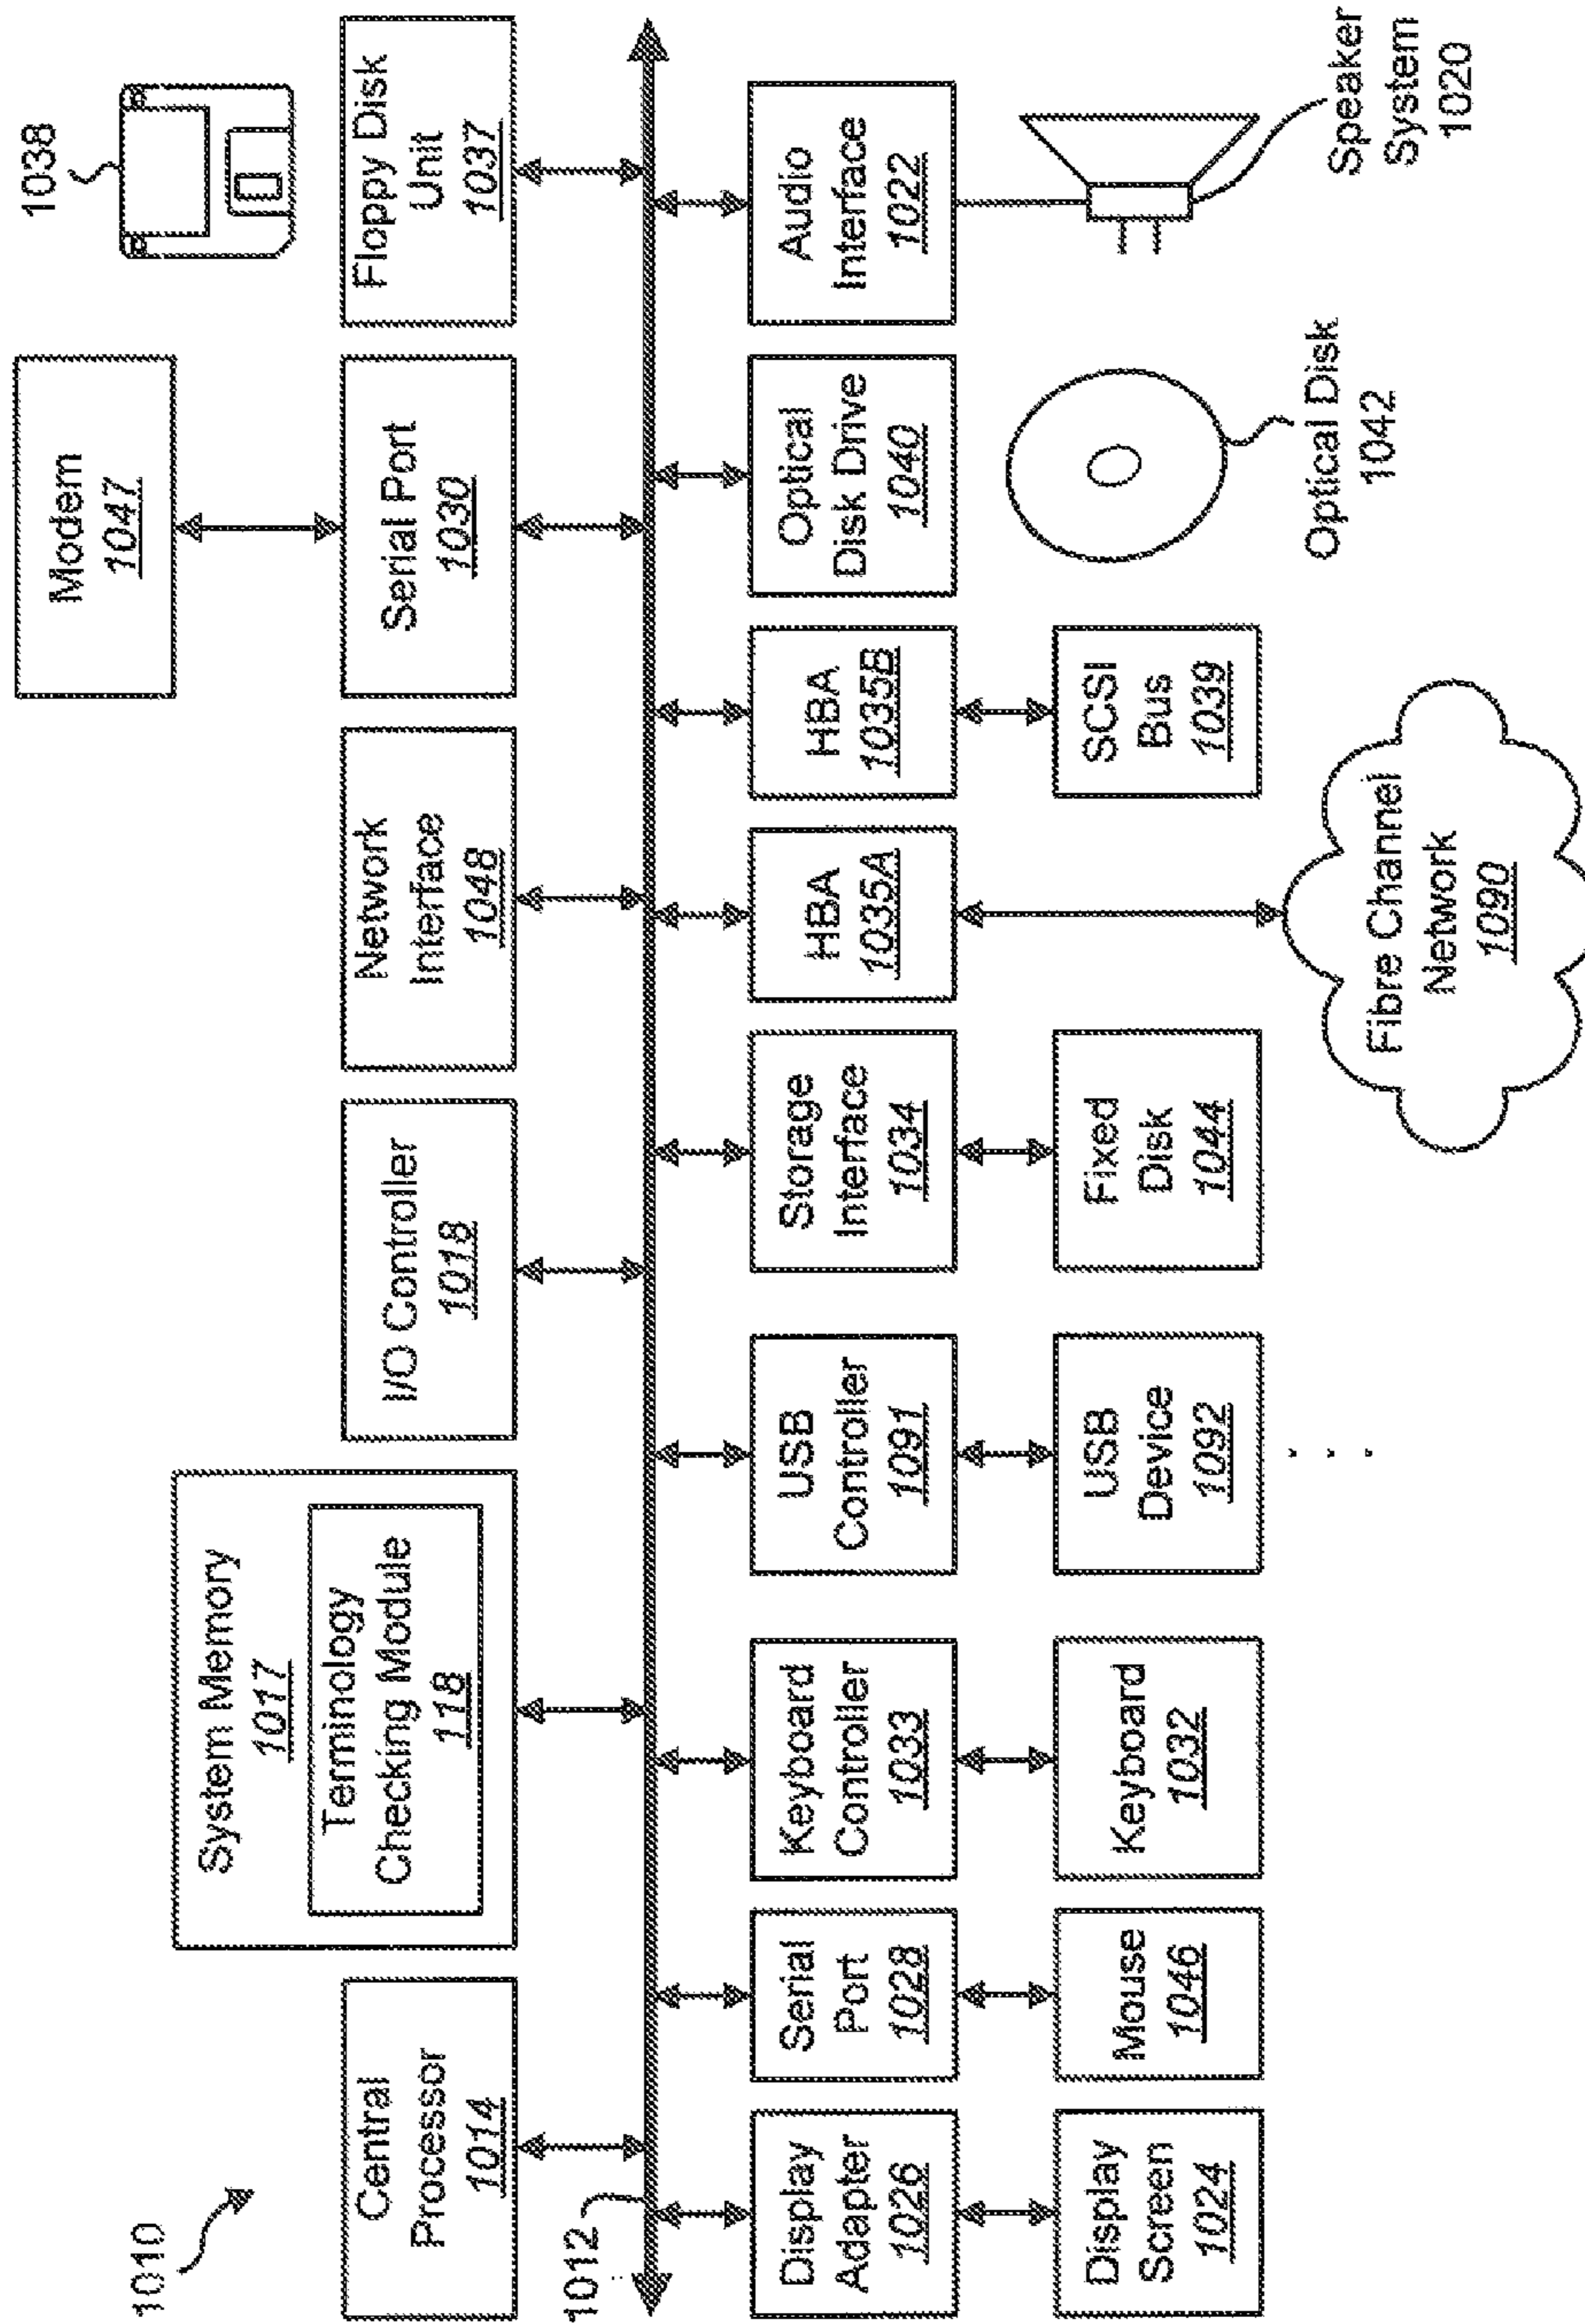 1010
Central
Processor
1014
System Memory
1017
Terminology
Checking Module
118
I/O Controller
1018
Network
Interface
1048
Modem
1047
Serial Port
1030
1038
Floppy Disk
Unit
1037
1012
Display
Adapter
1026
Serial
Port
1028
Keyboard
Controller
1033
USB
Controller
1091
Storage
Interface
1034
HBA
1035A
HBA
1035B
Optical
Disk Drive
1040
Audio
Interface
1022
Display
Screen
1024
Mouse
1046
Keyboard
1032
USB
Device
1092
. . .
Fixed
Disk
1044
Fibre Channel
Network
1090
SCSI
Bus
1039
Optical Disk
1042
Speaker
System
1020